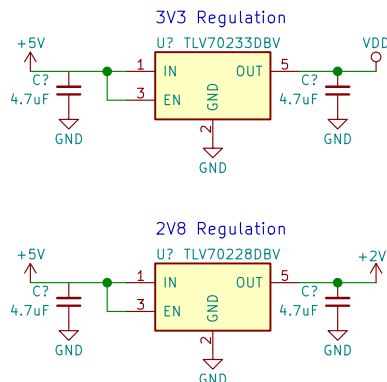 3V3 Regulation
+5V U? TLV70233DBV VDD
1 IN OUT 5
C? 3 EN GND C?
4.7uF 4.7uF
2
GND GND
GND
2V8 Regulation
+5V U? TLV70228DBV +2V
1 IN OUT 5
C? 3 EN GND C?
4.7uF 4.7uF
2
GND GND
GND